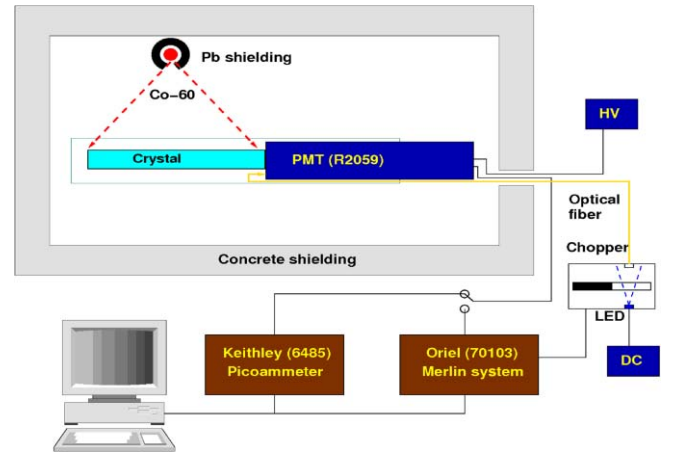 Pb shielding
Co-60
HV
Crystal
PMT (R2059)
Optical
fiber
Chopper
Concrete shielding
LED
Keithley (6485)
Picoammeter
Oriel (70103)
Merlin system
DC